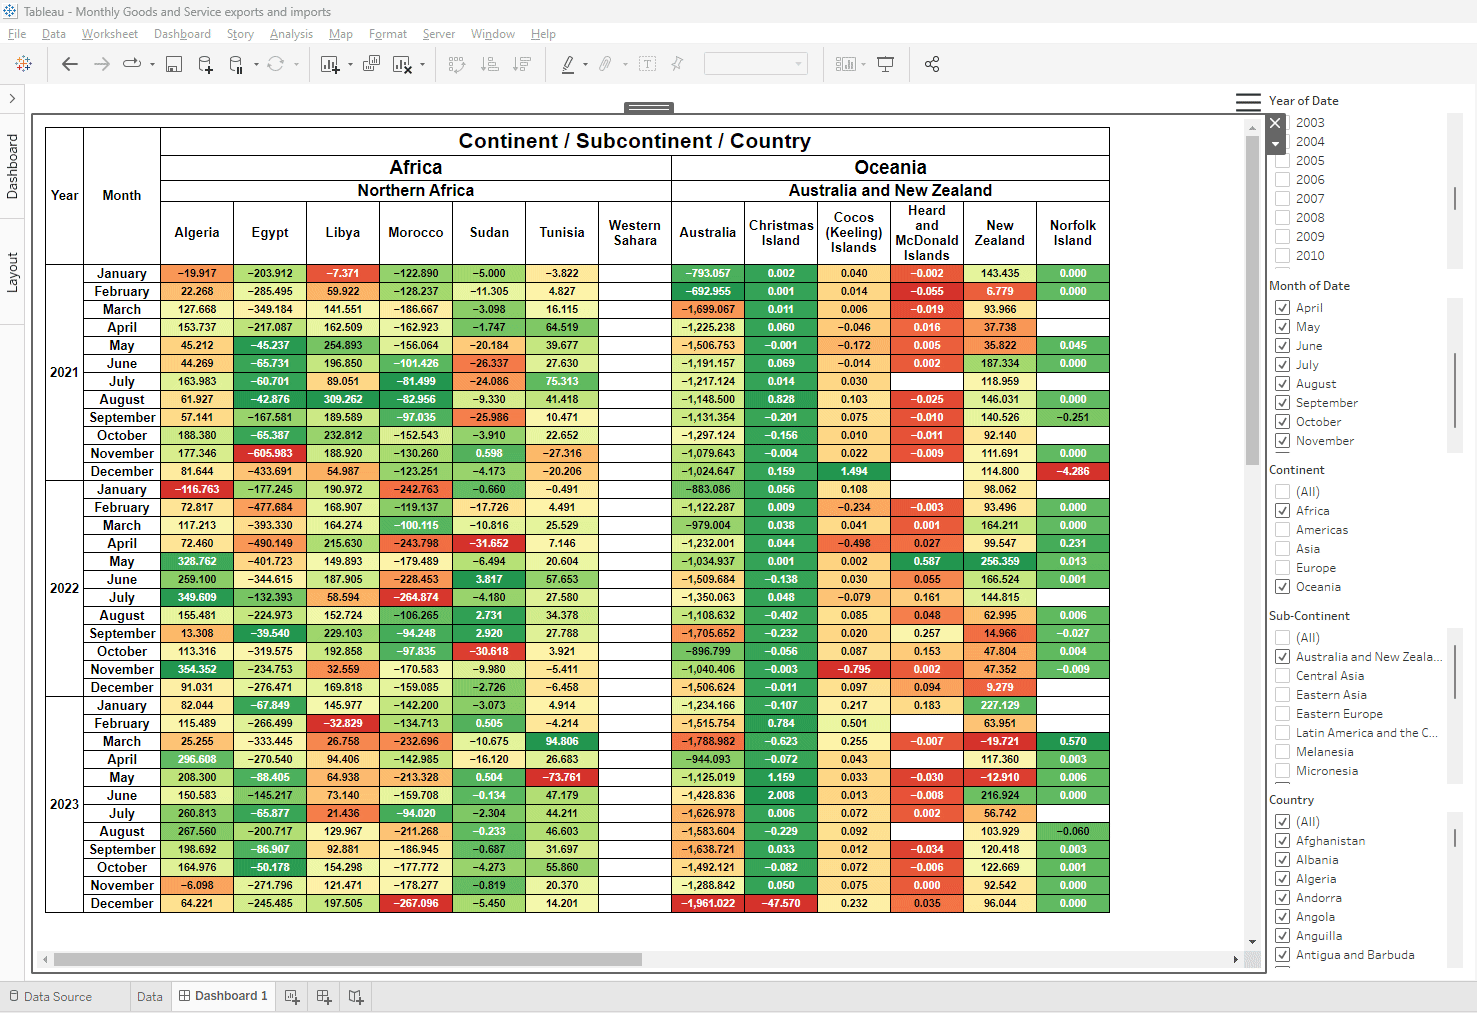 Tableau - Monthly Goods and Service exports and imports
File Data Worksheet Dashboard Story Analysis Map Format Server Window Help
Dashboard
Layout
Continent / Subcontinent / Country
Africa Oceania
Northern Africa Australia and New Zealand
Year Month Algeria Egypt Libya Morocco Sudan Tunisia Western Sahara Australia Christmas Island Cocos (Keeling) Islands Heard and McDonald Islands New Zealand Norfolk Island
2021
January −19.917 −203.912 −7.371 −122.890 −5.000 −3.822 −793.057 0.002 0.040 −0.002 143.435 0.000
February 22.268 −285.495 59.922 −128.237 −11.305 4.827 −692.955 0.001 0.014 −0.055 6.779 0.000
March 127.668 −349.184 141.551 −186.667 −3.098 16.115 −1,699.067 0.011 0.006 −0.019 93.966
April 153.737 −217.087 162.509 −162.923 −1.747 64.519 −1,225.238 0.060 −0.046 0.016 37.738
May 45.212 −45.237 254.893 −156.064 −20.184 39.677 −1,506.753 −0.001 −0.172 0.005 35.822 0.045
June 44.269 −65.731 196.850 −101.426 −26.337 27.630 −1,191.157 0.069 −0.014 0.002 187.334 0.000
July 163.983 −60.701 89.051 −81.499 −24.086 75.313 −1,217.124 0.014 0.030 118.959
August 61.927 −42.876 309.262 −82.956 −9.330 41.418 −1,148.500 0.828 0.103 −0.025 146.031 0.000
September 57.141 −167.581 189.589 −97.035 −25.986 10.471 −1,131.354 −0.201 0.075 −0.010 140.526 −0.251
October 188.380 −65.387 232.812 −152.543 −3.910 22.652 −1,297.124 −0.156 0.010 −0.011 92.140
November 177.346 −605.983 188.920 −130.260 0.598 −27.316 −1,079.643 −0.004 0.022 −0.009 111.691 0.000
December 81.644 −433.691 54.987 −123.251 −4.173 −20.206 −1,024.647 0.159 1.494 114.800 −4.286
2022
January −116.763 −177.245 190.972 −242.763 −0.660 −0.491 −883.086 0.056 0.108 98.062
February 72.817 −477.684 168.907 −119.137 −17.726 4.491 −1,122.287 0.009 −0.234 −0.003 93.496 0.000
March 117.213 −393.330 164.274 −100.115 −10.816 25.529 −979.004 0.038 0.041 0.001 164.211 0.000
April 72.460 −490.149 215.630 −243.798 −31.652 7.146 −1,232.001 0.044 −0.498 0.027 99.547 0.231
May 328.762 −401.723 149.893 −179.489 −6.494 20.604 −1,034.937 0.001 0.002 0.587 256.359 0.013
June 259.100 −344.615 187.905 −228.453 3.817 57.653 −1,509.684 −0.138 0.030 0.055 166.524 0.001
July 349.609 −132.393 58.594 −264.874 −4.180 27.580 −1,350.063 0.048 −0.079 0.161 144.815
August 155.481 −224.973 152.724 −106.265 2.731 34.378 −1,108.632 −0.402 0.085 0.048 62.995 0.006
September 13.308 −39.540 229.103 −94.248 2.920 27.788 −1,705.652 −0.232 0.020 0.257 14.966 −0.027
October 113.316 −319.575 192.858 −97.835 −30.618 3.921 −896.799 −0.056 0.087 0.153 47.804 0.004
November 354.352 −234.753 32.559 −170.583 −9.980 −5.411 −1,040.406 −0.003 −0.795 0.002 47.352 −0.009
December 91.031 −276.471 169.818 −159.085 −2.726 −6.458 −1,506.624 −0.011 0.097 0.094 9.279
2023
January 82.044 −67.849 145.977 −142.200 −3.073 4.914 −1,234.166 −0.107 0.217 0.183 227.129
February 115.489 −266.499 −32.829 −134.713 0.505 −4.214 −1,515.754 0.784 0.501 63.951
March 25.255 −333.445 26.758 −232.696 −10.675 94.806 −1,788.982 −0.623 0.255 −0.007 −19.721 0.570
April 296.608 −270.540 94.406 −142.985 −16.120 26.683 −944.093 −0.072 0.043 117.360 0.003
May 208.300 −88.405 64.938 −213.328 0.504 −73.761 −1,125.019 1.159 0.033 −0.030 −12.910 0.006
June 150.583 −145.217 73.140 −159.708 −0.134 47.179 −1,428.836 2.008 0.013 −0.008 216.924 0.000
July 260.813 −65.877 21.436 −94.020 −2.304 44.211 −1,626.978 0.006 0.072 0.002 56.742
August 267.560 −200.717 129.967 −211.268 −0.233 46.603 −1,583.604 −0.229 0.092 103.929 −0.060
September 198.692 −86.907 92.881 −186.945 −0.687 31.697 −1,638.721 0.033 0.012 −0.034 120.418 0.003
October 164.976 −50.178 154.298 −177.772 −4.273 55.860 −1,492.121 −0.082 0.072 −0.006 122.669 0.001
November −6.098 −271.796 121.471 −178.277 −0.819 20.370 −1,288.842 0.050 0.075 0.000 92.542 0.000
December 64.221 −245.485 197.505 −267.096 −5.450 14.201 −1,961.022 −47.570 0.232 0.035 96.044 0.000
Year of Date
2003
2004
2005
2006
2007
2008
2009
2010
Month of Date
April
May
June
July
August
September
October
November
Continent
(All)
Africa
Americas
Asia
Europe
Oceania
Sub-Continent
(All)
Australia and New Zeala...
Central Asia
Eastern Asia
Eastern Europe
Latin America and the C...
Melanesia
Micronesia
Country
(All)
Afghanistan
Albania
Algeria
Andorra
Angola
Anguilla
Antigua and Barbuda
Data Source Data Dashboard 1